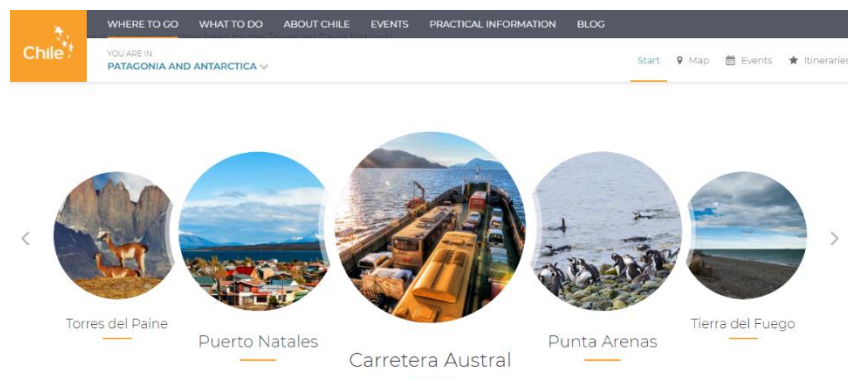 WHERE TO GO WHAT TO DO ABOUT CHILE EVENTS PRACTICAL INFORMATION BLOG
Chile
YOU ARE IN
PATAGONIA AND ANTARCTICA
Start Map Events Itineraries
Torres del Paine
Puerto Natales
Carretera Austral
Punta Arenas
Tierra del Fuego